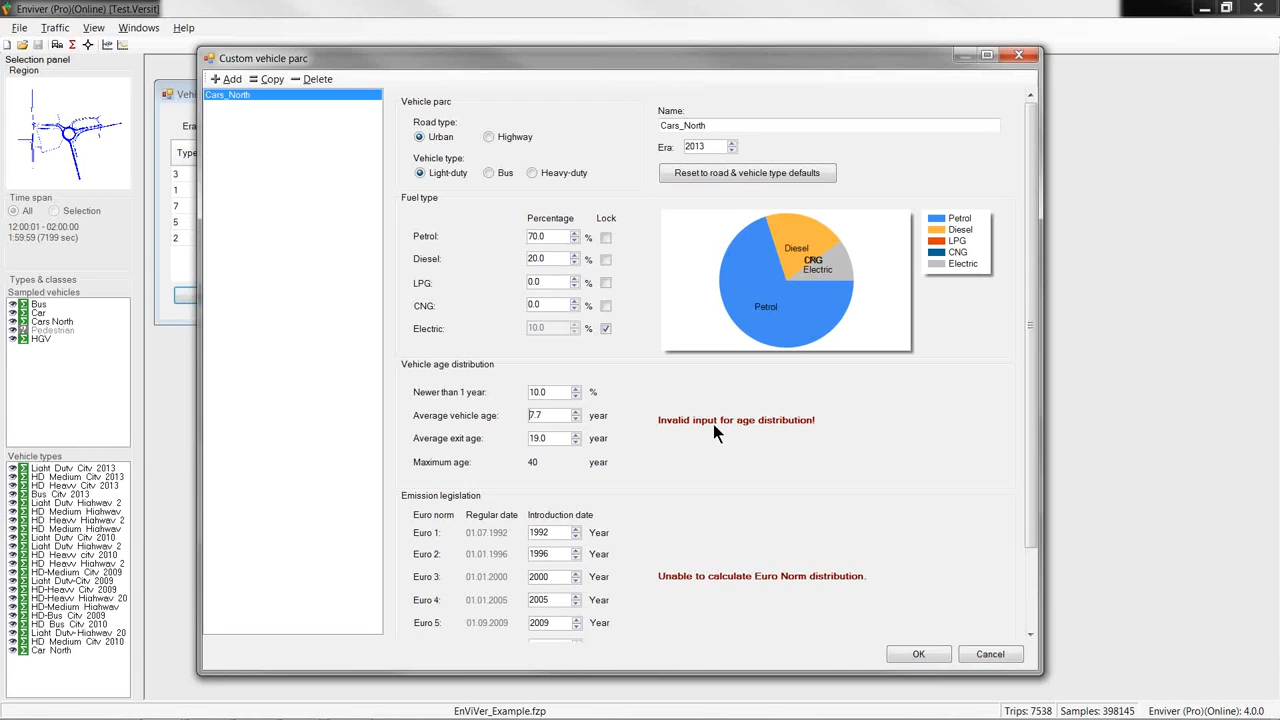 Enviver (Pro)(Online) [Test.Versit]
File Traffic View Windows Help
Selection panel
Region
Time span
All Selection
12:00:01 - 02:00:00
1:59:59 (7199 sec)
Types & classes
Sampled vehicles
Bus
Car
Cars North
Pedestrian
HGV
Vehicle types
Light Duty City 2013
HD Medium City 2013
HD Heavy City 2013
Bus City 2013
Light Duty Highway 2
HD Medium Highway
HD Heavy Highway 2
HD Medium Highway
Light Duty City 2010
Light Duty Highway 2
HD Heavy city 2010
HD Heavy Highway 2
HD-Medium City 2009
Light Duty-City 2009
HD-Heavy City 2009
HD-Heavy Highway 20
HD-Medium Highway
HD-Bus City 2009
HD Bus City 2010
Light Duty-Highway 20
HD Medium City 2010
Car North
Era
Type
3
1
7
5
2
Custom vehicle parc
Add Copy Delete
Cars_North
Vehicle parc
Road type:
Urban Highway
Vehicle type:
Light-duty Bus Heavy-duty
Name:
Cars_North
Era: 2013
Reset to road & vehicle type defaults
Fuel type
Percentage Lock
Petrol: 70.0 %
Diesel: 20.0 %
LPG: 0.0 %
CNG: 0.0 %
Electric: 10.0 %
Diesel
CNG
Electric
Petrol
Petrol
Diesel
LPG
CNG
Electric
Vehicle age distribution
Newer than 1 year: 10.0 %
Average vehicle age: 7.7 year
Average exit age: 19.0 year
Maximum age: 40 year
Invalid input for age distribution!
Emission legislation
Euro norm Regular date Introduction date
Euro 1: 01.07.1992 1992 Year
Euro 2: 01.01.1996 1996 Year
Euro 3: 01.01.2000 2000 Year
Euro 4: 01.01.2005 2005 Year
Euro 5: 01.09.2009 2009 Year
Unable to calculate Euro Norm distribution.
OK Cancel
EnViVer_Example.fzp Trips: 7538 Samples: 398145 Enviver (Pro)(Online): 4.0.0